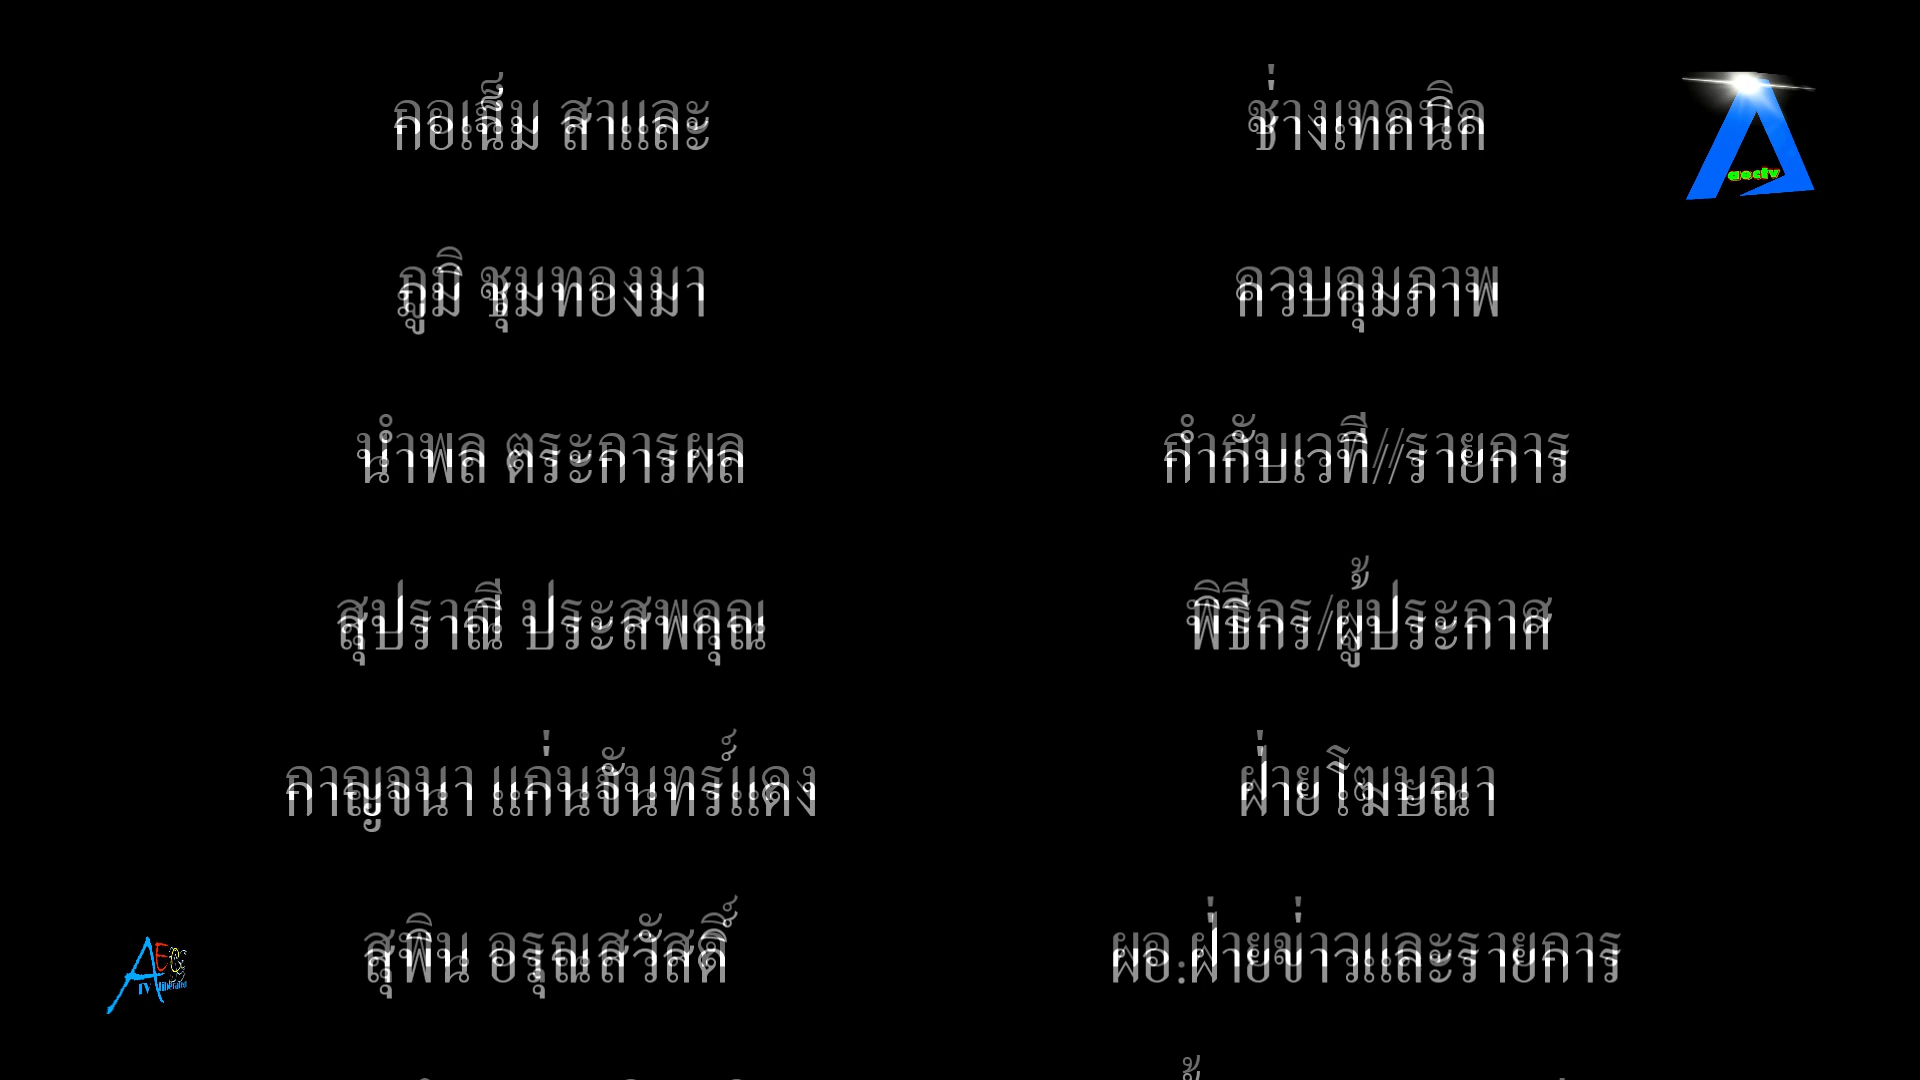 กอเฉ็ม สาและ ช่างเทคนิค
aectv
ภูมิ ชุมทองมา ควบคุมภาพ
นำพล ตระการผล กำกับเวที//รายการ
สุปราณี ประสพคุณ พิธีกร/ผู้ประกาศ
กาญจนา แก่นจันทร์แดง ฝ่ายโฆษณา
สุพิน อรุณสวัสดิ์ ผอ.ฝ่ายข่าวและรายการ
AEC
TV